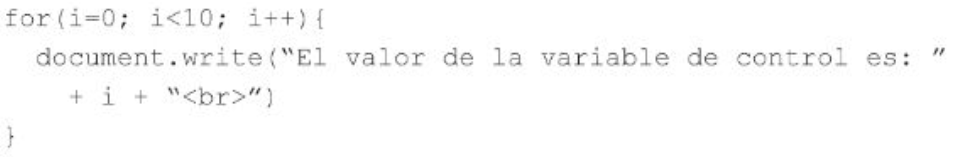 for(i=0; i<10; i++){
document.write(“El valor de la variable de control es: ”
+ i + “<br>”)
}